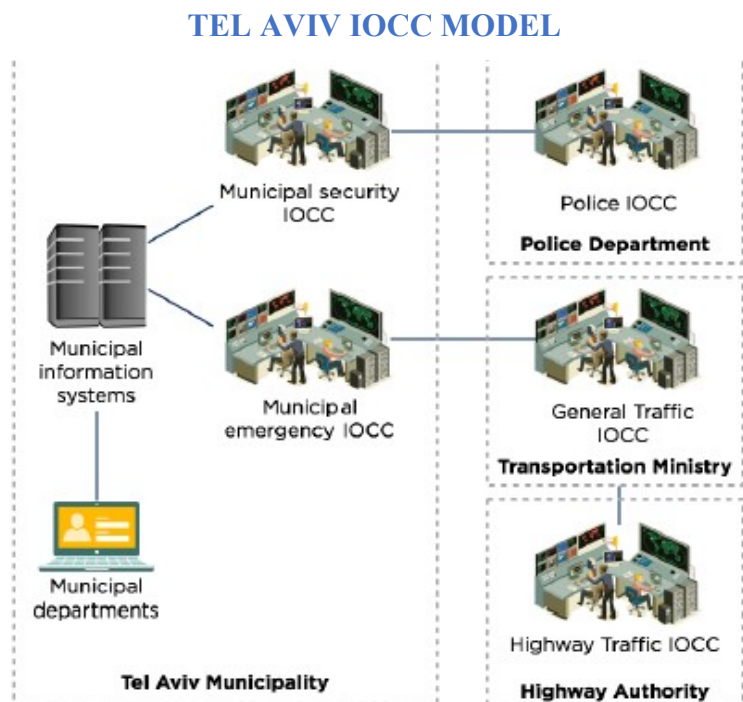 TEL AVIV IOCC MODEL
Municipal security
IOCC
Police IOCC
Police Department
Municipal
information
systems
Municipal
emergency IOCC
General Traffic
IOCC
Transportation Ministry
Municipal
departments
Highway Traffic IOCC
Tel Aviv Municipality
Highway Authority